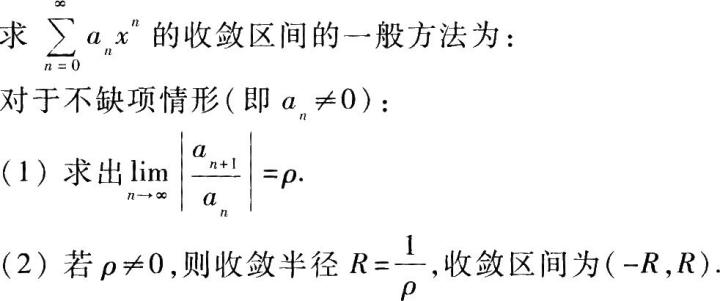 求 $\sum_{n=0}^{\infty} a_n x^n$ 的收敛区间的一般方法为：
对于不缺项情形(即 $a_n \neq 0$)：
(1) 求出 $\lim_{n \to \infty} \left| \frac{a_{n+1}}{a_n} \right| = \rho$.
(2) 若 $\rho \neq 0$,则收敛半径 $R = \frac{1}{\rho}$,收敛区间为$(-R, R)$.